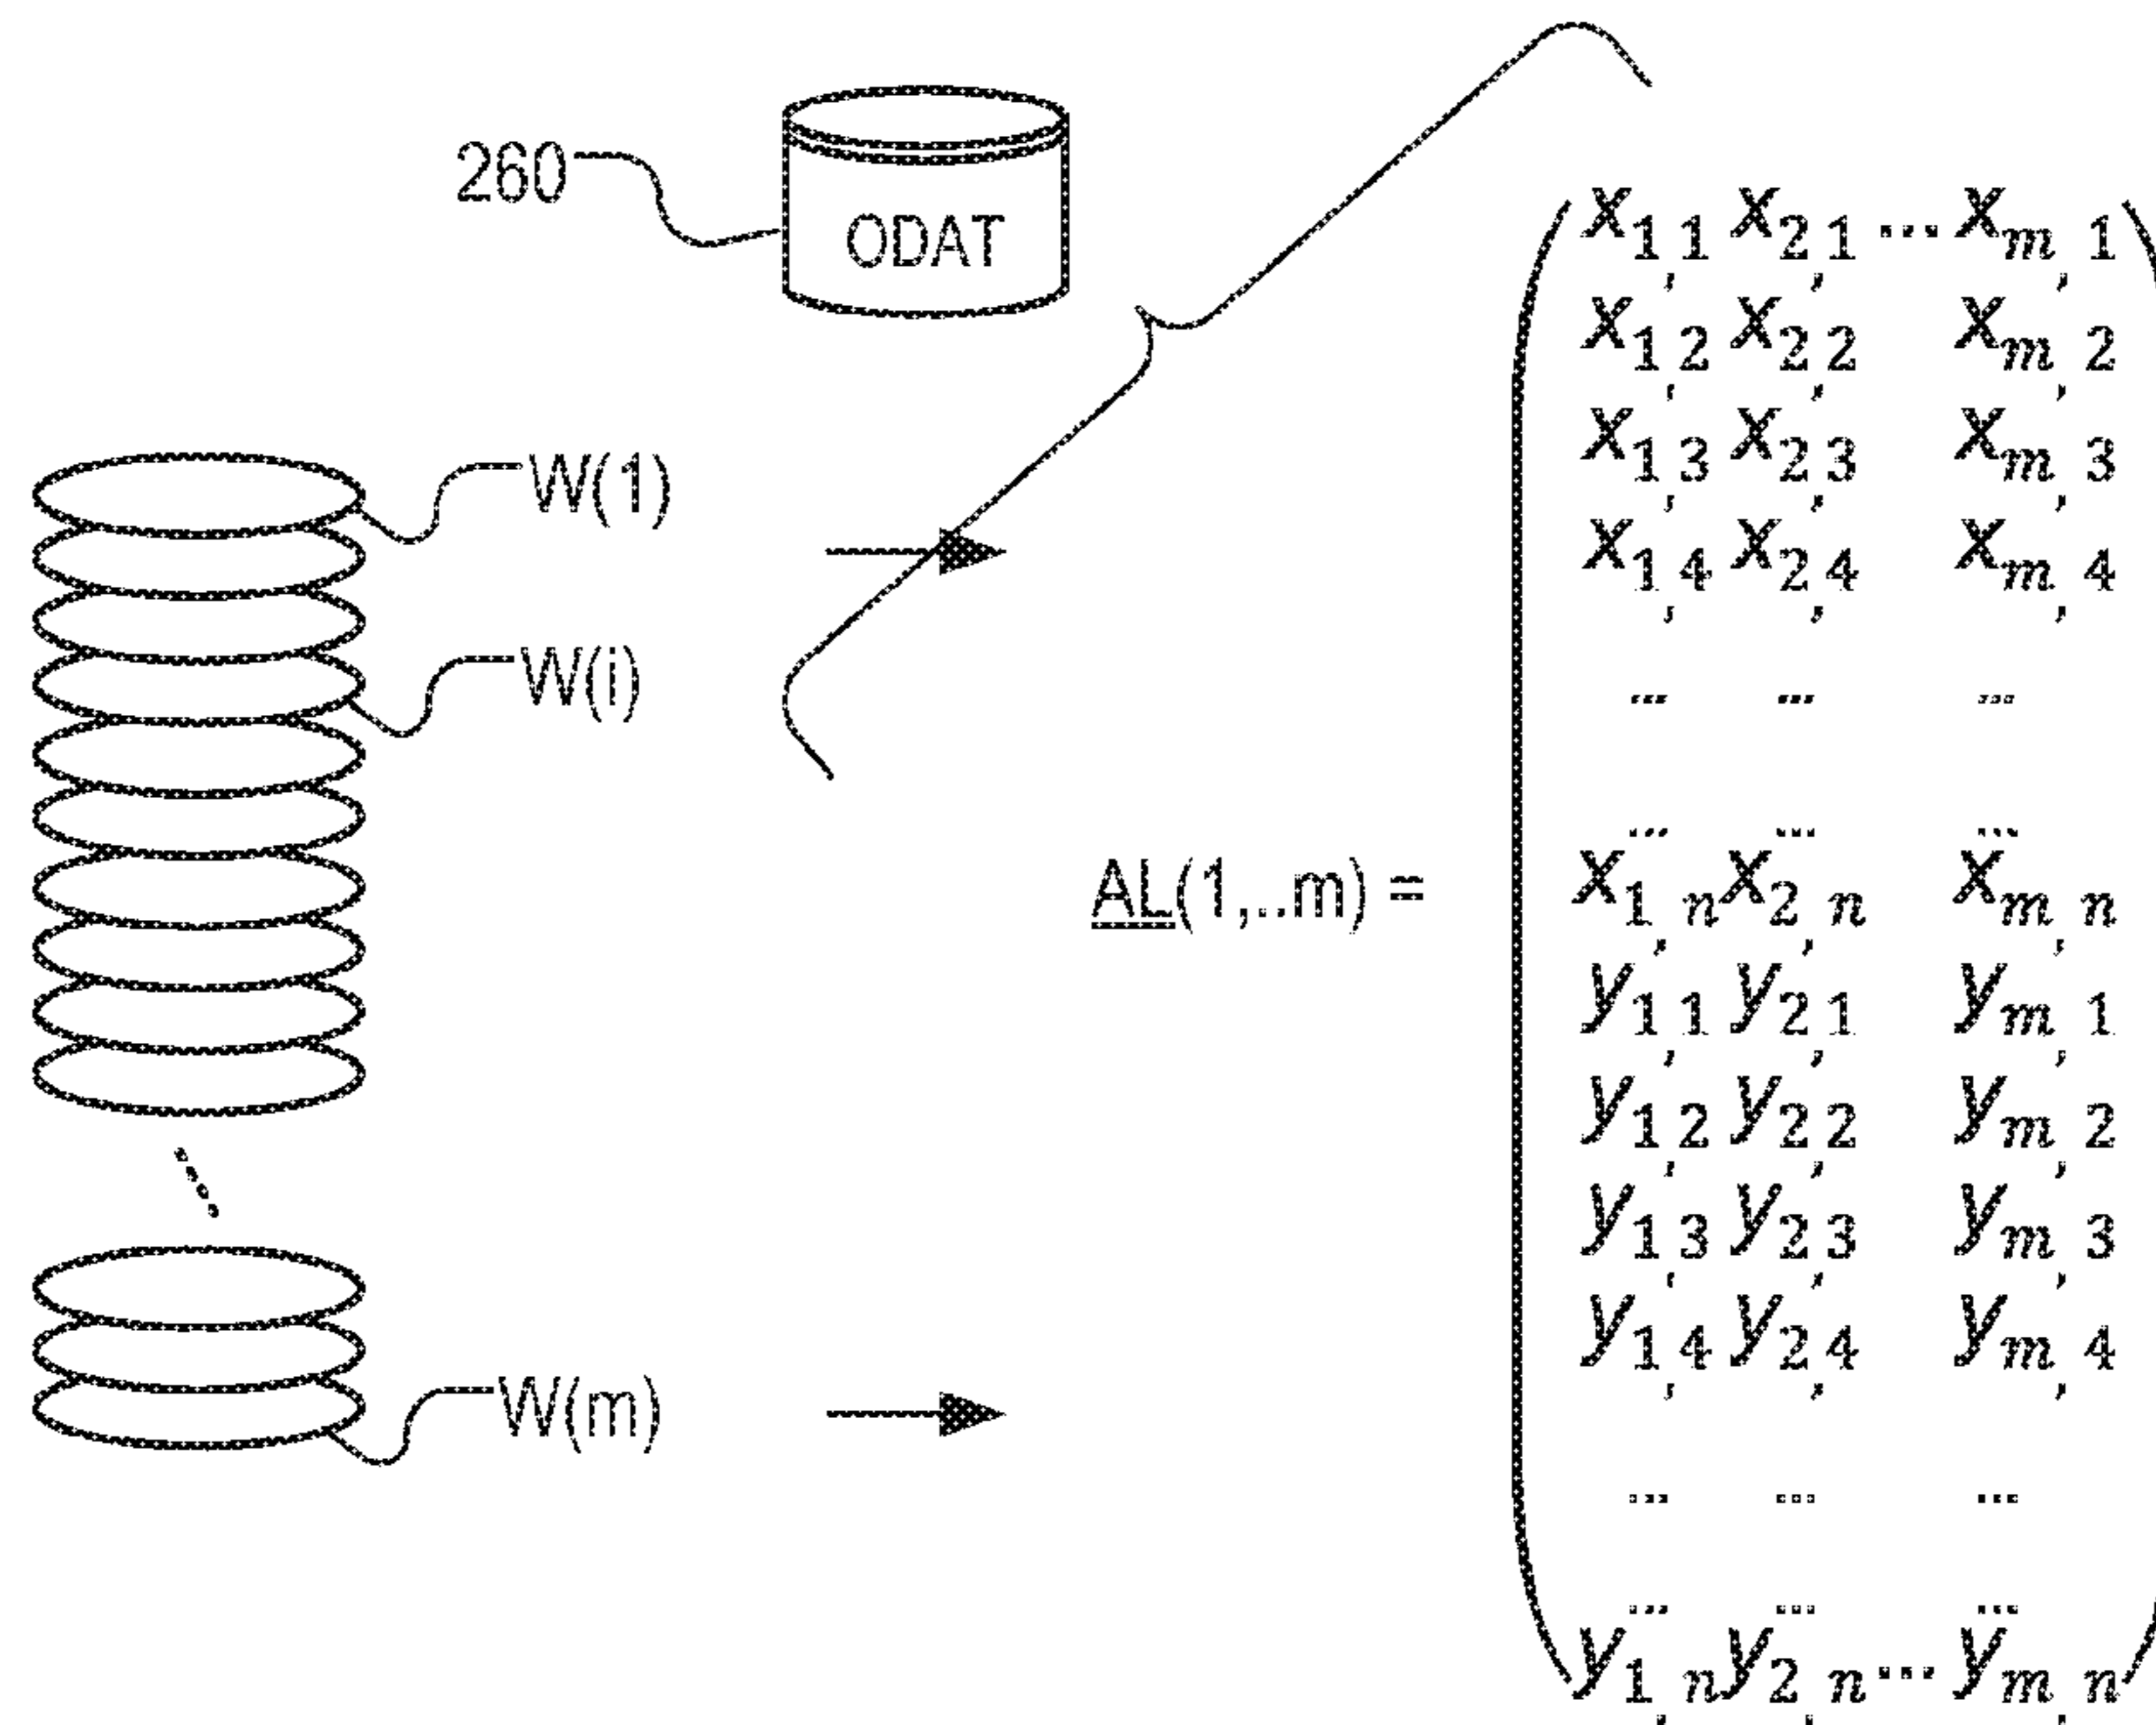 260
ODAT
W(1)
W(i)
W(m)
AL(1,..m) =
x1,1 x2,1 ... xm,1
x1,2 x2,2 xm,2
x1,3 x2,3 xm,3
x1,4 x2,4 xm,4
... ... ...
... ... ...
x1,n x2,n xm,n
y1,1 y2,1 ym,1
y1,2 y2,2 ym,2
y1,3 y2,3 ym,3
y1,4 y2,4 ym,4
... ... ...
... ... ...
y1,n y2,n ... ym,n